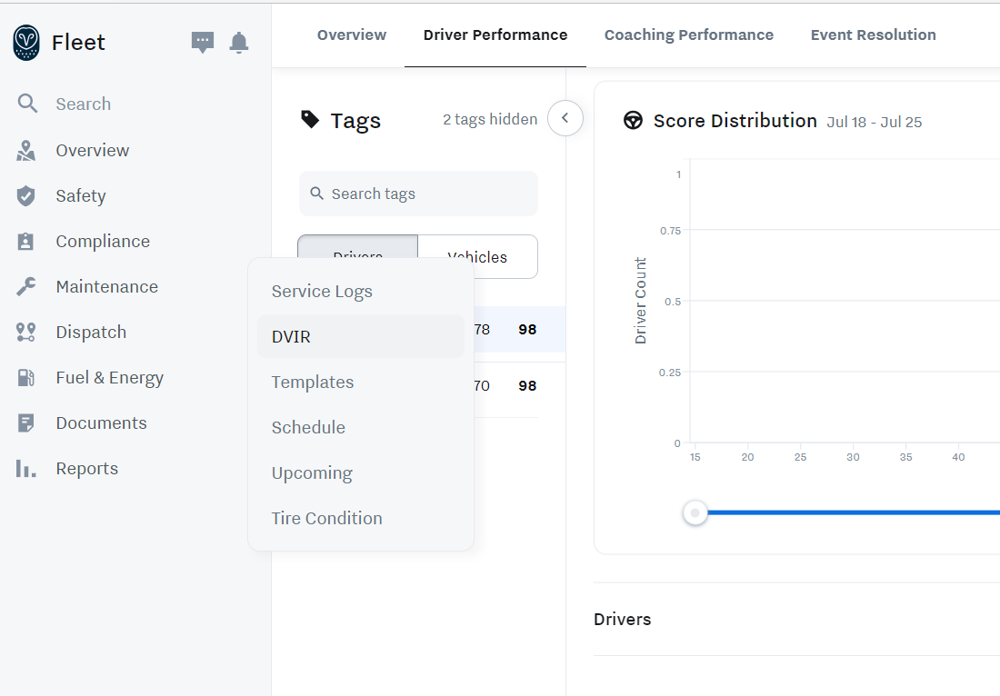 Fleet
Search
Overview
Safety
Compliance
Maintenance
Dispatch
Fuel & Energy
Documents
Reports
Overview Driver Performance Coaching Performance Event Resolution
Tags 2 tags hidden
Search tags
Drivers Vehicles
78 98
70 98
Service Logs
DVIR
Templates
Schedule
Upcoming
Tire Condition
Score Distribution Jul 18 - Jul 25
Driver Count
1
0.75
0.5
0.25
0
15 20 25 30 35 40
Drivers